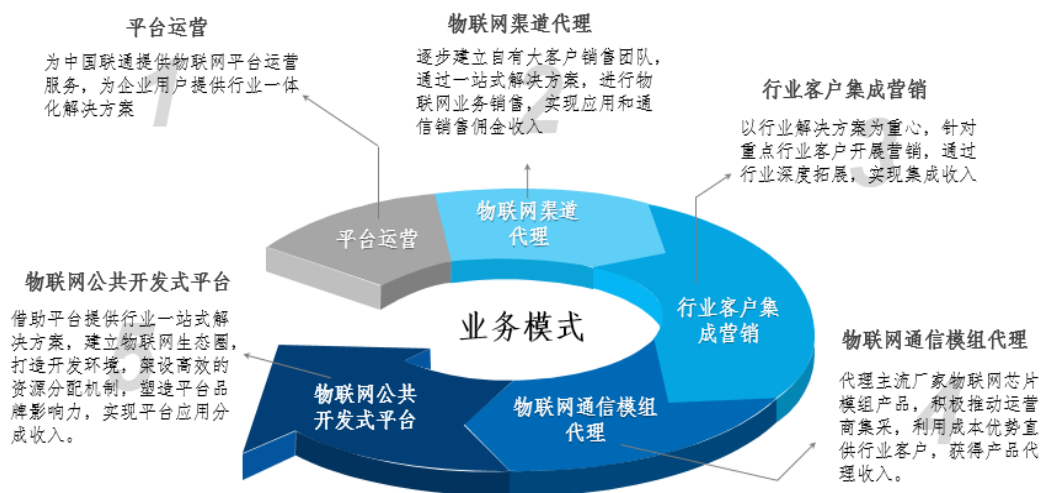 平台运营
1
为中国联通提供物联网平台运营
服务，为企业用户提供行业一体
化解决方案
物联网渠道代理
2
逐步建立自有大客户销售团队，
通过一站式解决方案，进行物
联网业务销售，实现应用和通
信销售佣金收入
行业客户集成营销
3
以行业解决方案为重心，针对
重点行业客户开展营销，通过
行业深度拓展，实现集成收入
物联网通信模组代理
4
代理主流厂家物联网芯片
模组产品，积极推动运营
商集采，利用成本优势直
供行业客户，获得产品代
理收入。
物联网公共开发式平台
5
借助平台提供行业一站式解
决方案，建立物联网生态圈，
打造开发环境，架设高效的
资源分配机制，塑造平台品
牌影响力，实现平台应用分
成收入。
平台运营
物联网渠道
代理
行业客户集
成营销
物联网通信模组
代理
物联网公共
开发式平台
业务模式